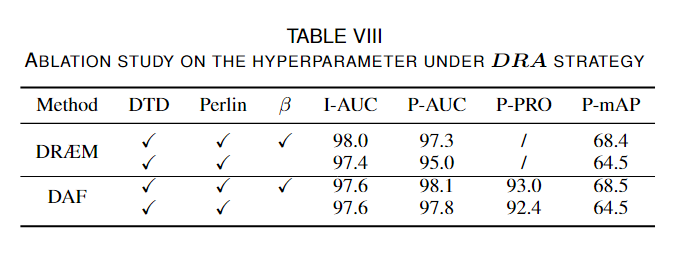 TABLE VIII
ABLATION STUDY ON THE HYPERPARAMETER UNDER DRA STRATEGY
Method DTD Perlin β I-AUC P-AUC P-PRO P-mAP
DRÆM ✓ ✓ ✓ 98.0 97.3 / 68.4
✓ ✓ 97.4 95.0 / 64.5
DAF ✓ ✓ ✓ 97.6 98.1 93.0 68.5
✓ ✓ 97.6 97.8 92.4 64.5